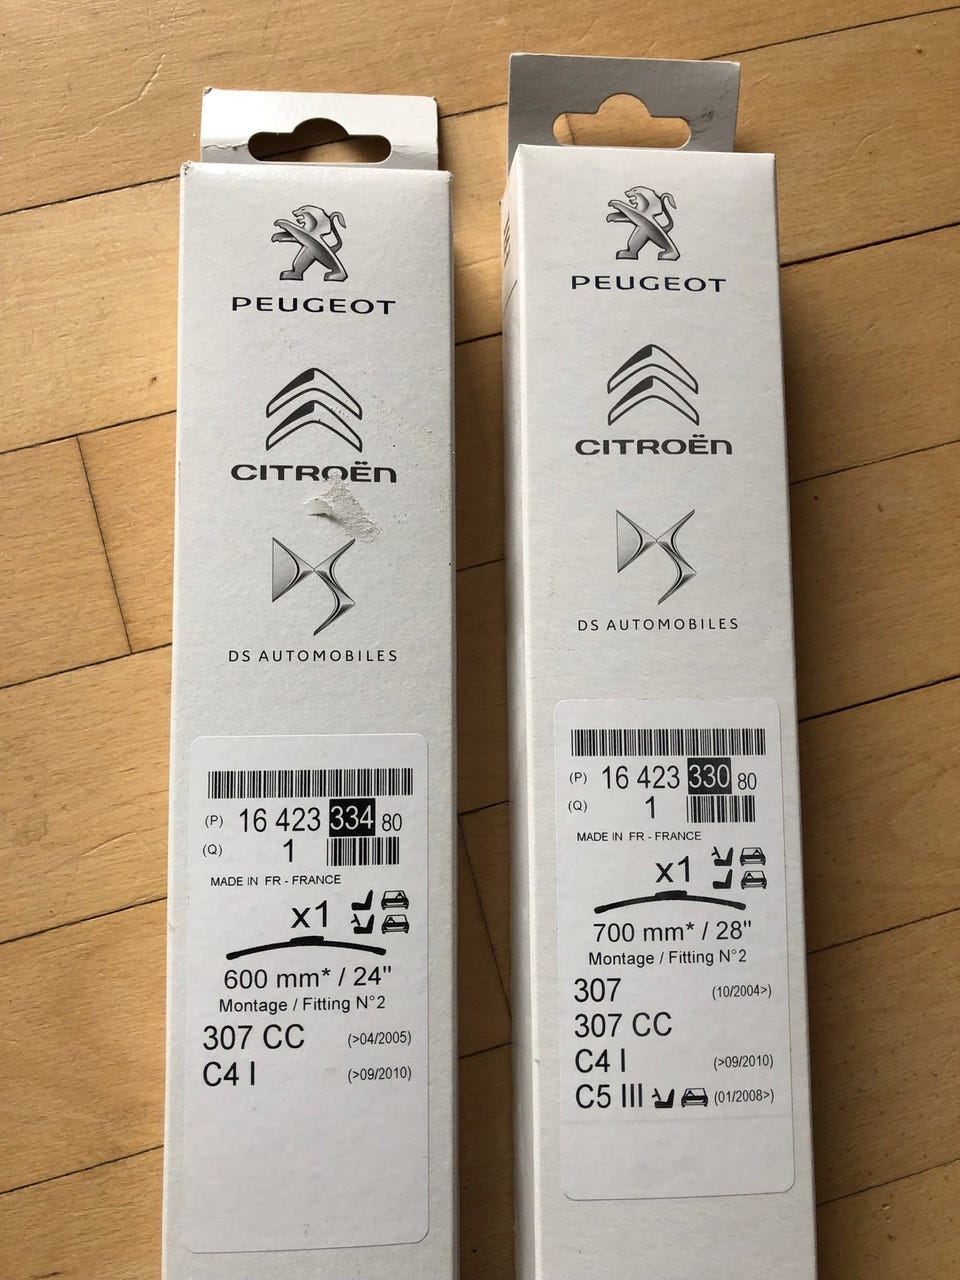 PEUGEOT
CITROËN
DS AUTOMOBILES
(P) 16 423 334 80
(Q) 1
MADE IN FR - FRANCE
x1
600 mm* / 24"
Montage / Fitting N°2
307 CC (>04/2005)
C4 I (>09/2010)
PEUGEOT
CITROËN
DS AUTOMOBILES
(P) 16 423 330 80
(Q) 1
MADE IN FR - FRANCE
x1
700 mm* / 28"
Montage / Fitting N°2
307 (10/2004>)
307 CC
C4 I (>09/2010)
C5 III (01/2008>)